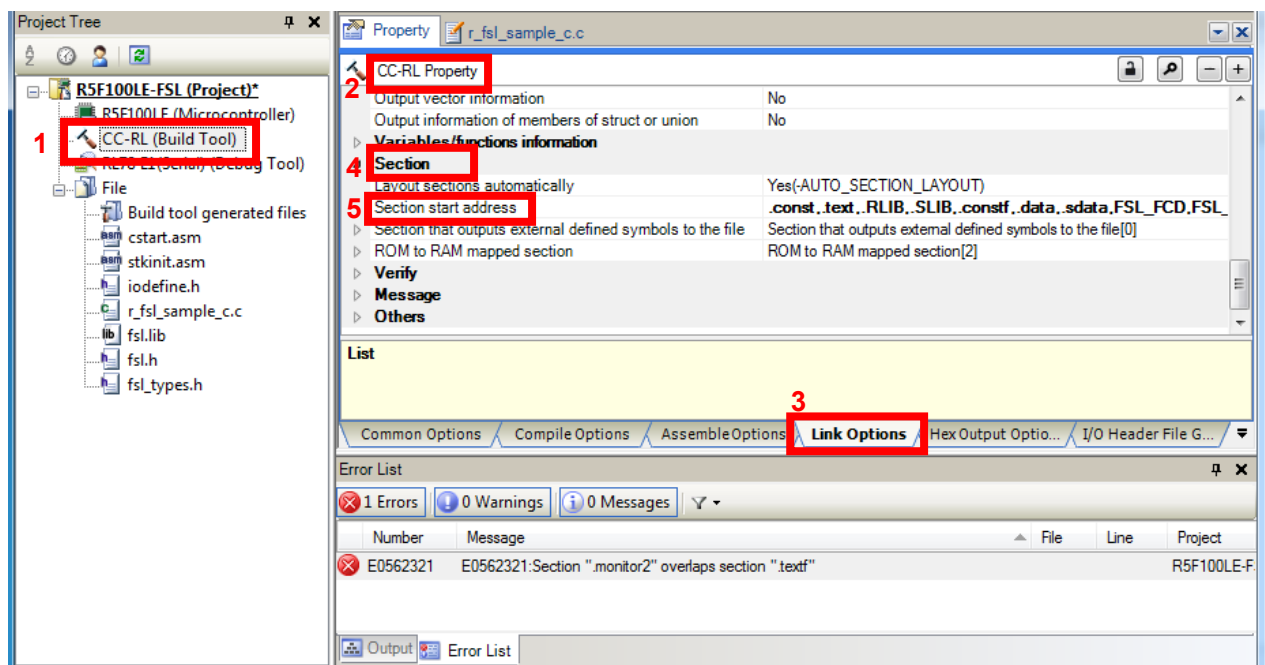 Project Tree
R5F100LE-FSL (Project)*
R5F100LE (Microcontroller)
1
CC-RL (Build Tool)
RL78 E1(Serial) (Debug Tool)
File
Build tool generated files
asm cstart.asm
asm stkinit.asm
h iodefine.h
c r_fsl_sample_c.c
lib fsl.lib
h fsl.h
h fsl_types.h
Property
r_fsl_sample_c.c
2
CC-RL Property
Output vector information No
Output information of members of struct or union No
Variables/functions information
4
Section
Layout sections automatically Yes(-AUTO_SECTION_LAYOUT)
5
Section start address .const,.text,.RLIB,.SLIB,.constf,.data,.sdata,FSL_FCD,FSL_
Section that outputs external defined symbols to the file Section that outputs external defined symbols to the file[0]
ROM to RAM mapped section ROM to RAM mapped section[2]
Verify
Message
Others
List
3
Common Options Compile Options Assemble Options Link Options Hex Output Optio... I/O Header File G...
Error List
1 Errors 0 Warnings 0 Messages
Number Message File Line Project
E0562321 E0562321:Section ".monitor2" overlaps section ".textf" R5F100LE-F
Output Error List